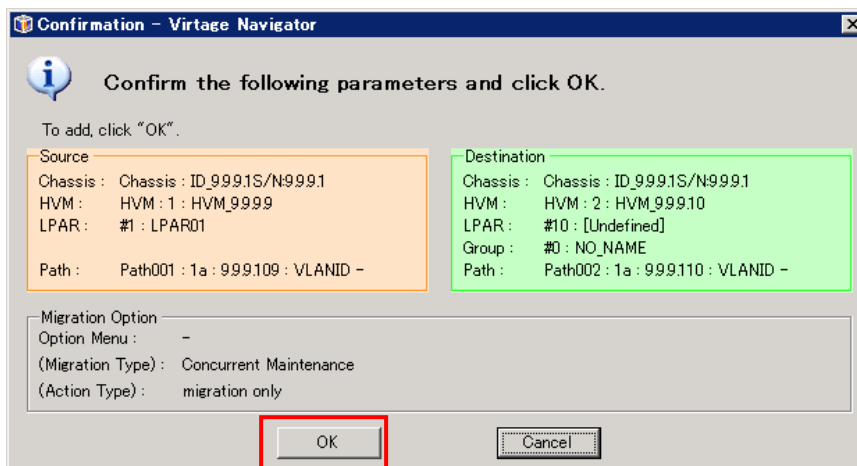 Confirmation - Virtage Navigator
Confirm the following parameters and click OK.
To add, click "OK".
Source
Chassis : Chassis : ID_9.9.9.1S/N:9.9.9.1
HVM : HVM : 1 : HVM_9.9.9.9
LPAR : #1 : LPAR01
Path : Path001 : 1a : 9.9.9.109 : VLANID -
Destination
Chassis : Chassis : ID_9.9.9.1S/N:9.9.9.1
HVM : HVM : 2 : HVM_9.9.9.10
LPAR : #10 : [Undefined]
Group : #0 : NO_NAME
Path : Path002 : 1a : 9.9.9.110 : VLANID -
Migration Option
Option Menu : -
(Migration Type) : Concurrent Maintenance
(Action Type) : migration only
OK
Cancel